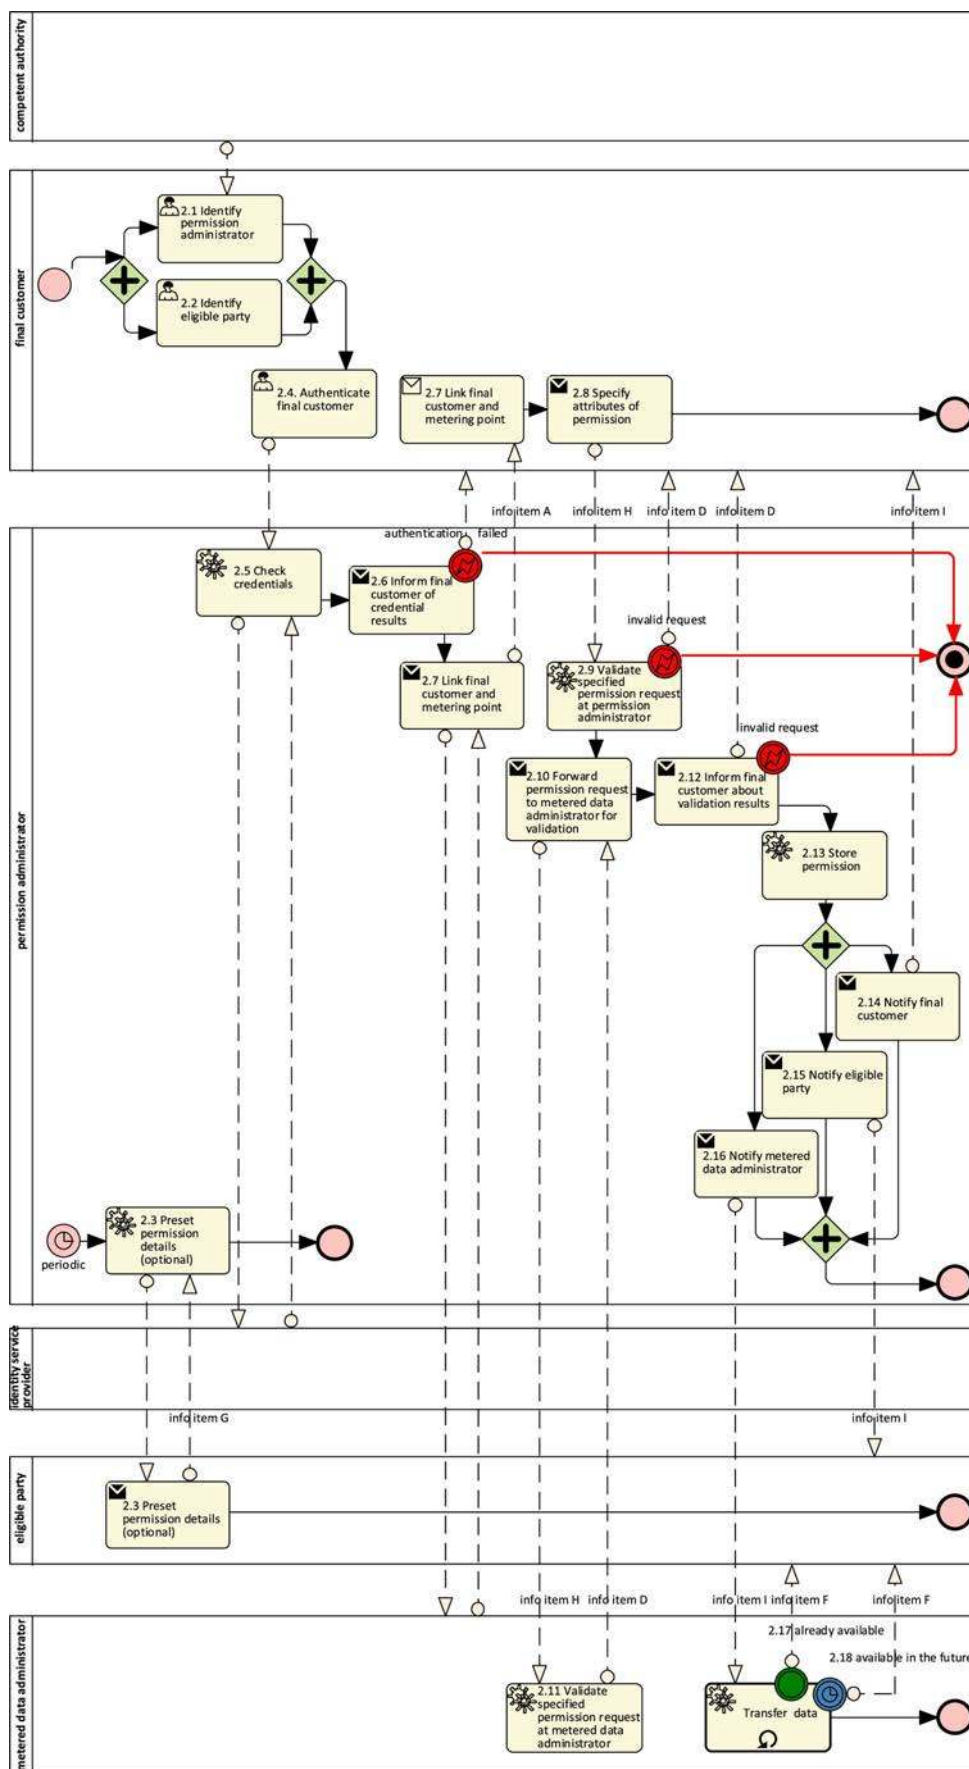 competent authority
final customer
2.1 Identify
permission
administrator
2.2 Identify
eligible party
2.4. Authenticate
final customer
2.7 Link final
customer and
metering point
2.8 Specify
attributes of
permission
info item A
info item H
info item D
info item D
info item I
permission administrator
authentication failed
2.5 Check
credentials
2.6 Inform final
customer of
credential
results
invalid request
2.7 Link final
customer and
metering point
2.9 Validate
specified
permission request
at permission
administrator
invalid request
2.10 Forward
permission request
to metered data
administrator for
validation
2.12 Inform final
customer about
validation results
2.13 Store
permission
2.14 Notify final
customer
2.15 Notify eligible
party
2.16 Notify metered
data administrator
2.3 Preset
permission
details
(optional)
periodic
identity service
provider
info item G
info item I
eligible party
2.3 Preset
permission details
(optional)
info item H
info item D
info item I
info item F
info item F
metered data administrator
2.17 already available
2.18 available in the future
2.11 Validate
specified
permission request
at metered data
administrator
Transfer data